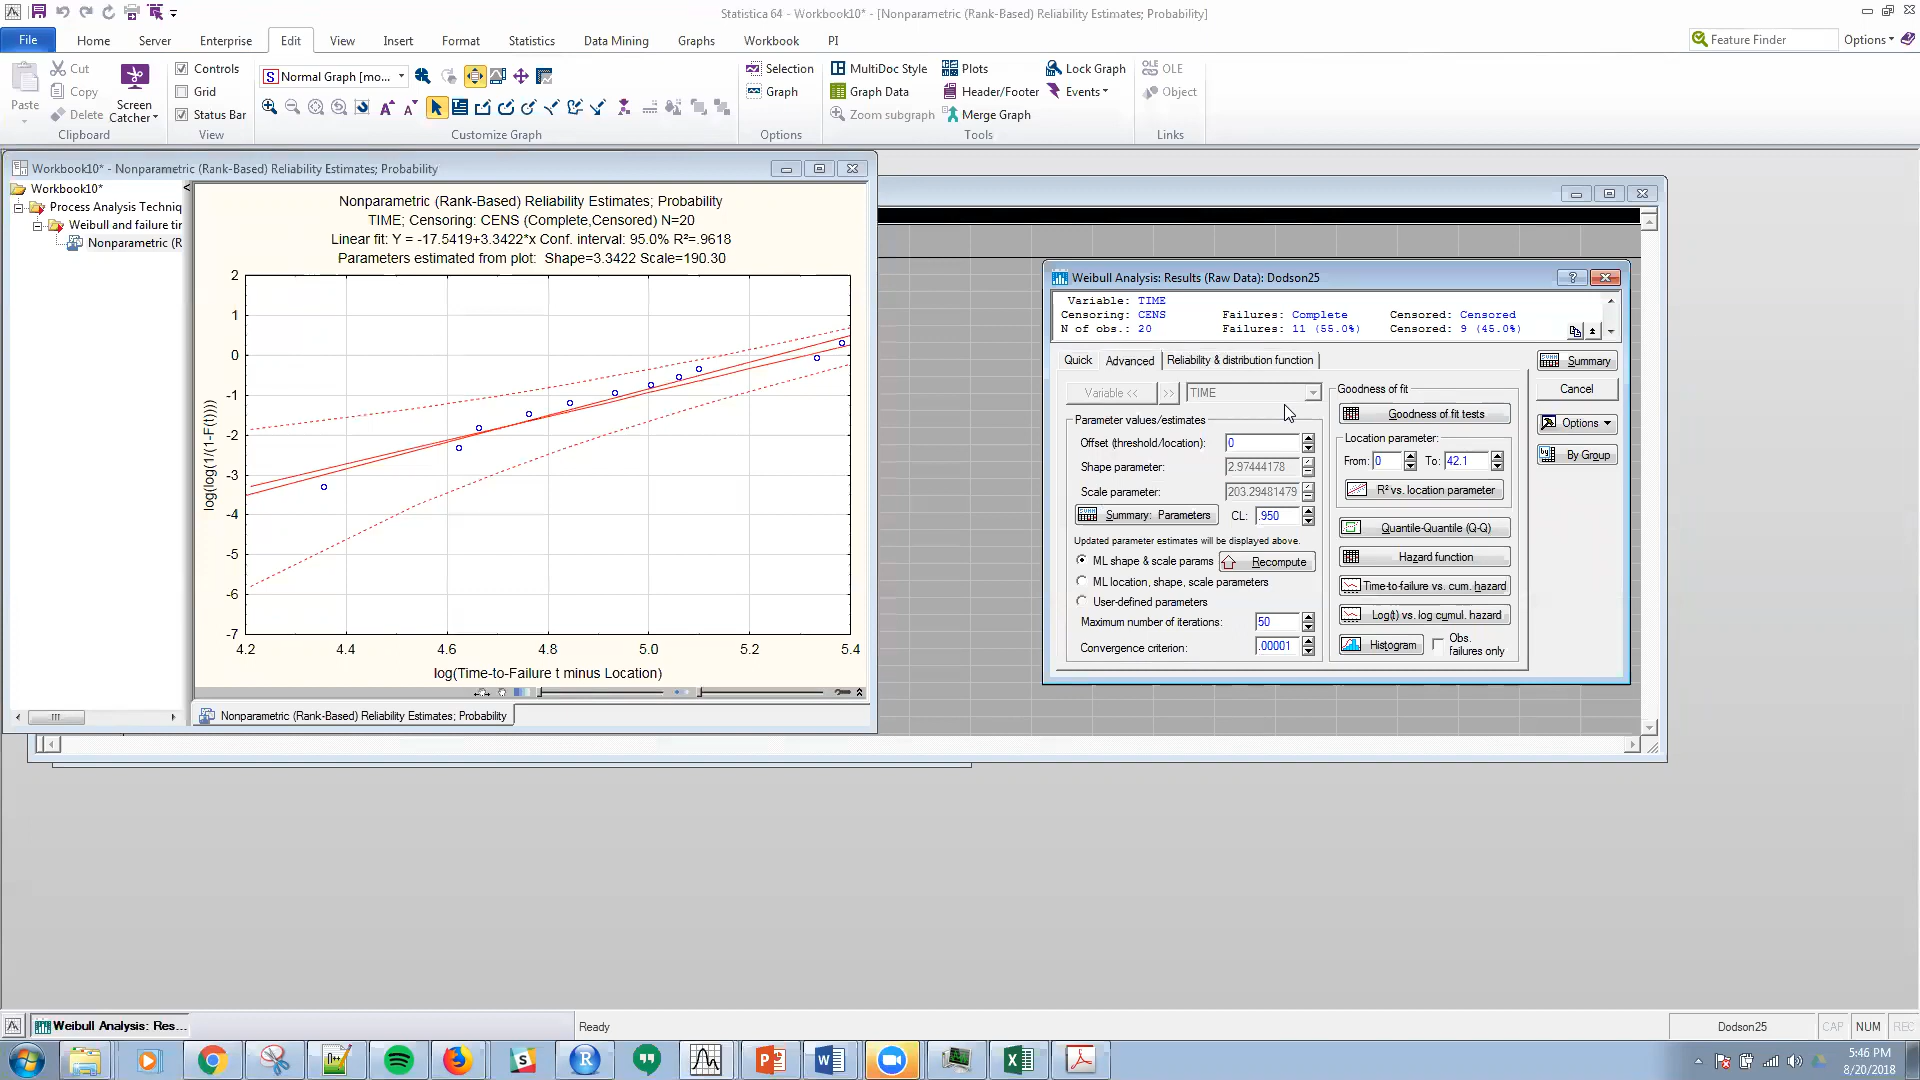 Statistica 64 - Workbook10* - [Nonparametric (Rank-Based) Reliability Estimates; Probability]
File Home Server Enterprise Edit View Insert Format Statistics Data Mining Graphs Workbook PI
Feature Finder Options
Paste
Cut
Copy
Delete
Screen Catcher
Clipboard
Controls
Grid
Status Bar
View
Normal Graph [mo...
Customize Graph
Selection
Graph
Options
MultiDoc Style
Graph Data
Zoom subgraph
Plots
Header/Footer
Merge Graph
Lock Graph
Events
Tools
OLE
Object
Links
Workbook10* - Nonparametric (Rank-Based) Reliability Estimates; Probability
Workbook10*
Process Analysis Techniq
Weibull and failure tir
Nonparametric (R
Nonparametric (Rank-Based) Reliability Estimates; Probability
TIME; Censoring: CENS (Complete,Censored) N=20
Linear fit: Y = -17.5419+3.3422*x Conf. interval: 95.0% R²=.9618
Parameters estimated from plot: Shape=3.3422 Scale=190.30
log(log(1/(1-F(t))))
2
1
0
-1
-2
-3
-4
-5
-6
-7
4.2 4.4 4.6 4.8 5.0 5.2 5.4
log(Time-to-Failure t minus Location)
Nonparametric (Rank-Based) Reliability Estimates; Probability
Weibull Analysis: Results (Raw Data): Dodson25
Variable: TIME
Censoring: CENS Failures: Complete Censored: Censored
N of obs.: 20 Failures: 11 (55.0%) Censored: 9 (45.0%)
Quick Advanced Reliability & distribution function
Summary
Cancel
Options
By Group
Variable << >> TIME
Parameter values/estimates
Offset (threshold/location): 0
Shape parameter: 2.97444178
Scale parameter: 203.29481479
Summary: Parameters CL: .950
Updated parameter estimates will be displayed above.
ML shape & scale params Recompute
ML location, shape, scale parameters
User-defined parameters
Maximum number of iterations: 50
Convergence criterion: .00001
Goodness of fit
Goodness of fit tests
Location parameter:
From: 0 To: 42.1
R² vs. location parameter
Quantile-Quantile (Q-Q)
Hazard function
Time-to-failure vs. cum. hazard
Log(t) vs. log cumul. hazard
Histogram
Obs. failures only
Weibull Analysis: Res...
Ready
Dodson25 CAP NUM REC
5:46 PM
8/20/2018